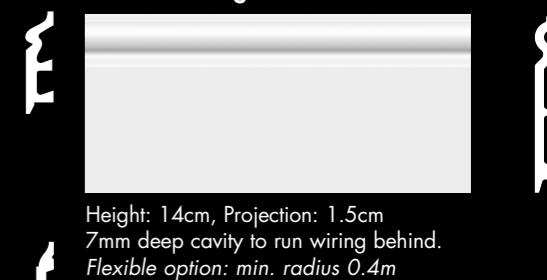 Height: 14cm, Projection: 1.5cm
7mm deep cavity to run wiring behind.
Flexible option: min. radius 0.4m